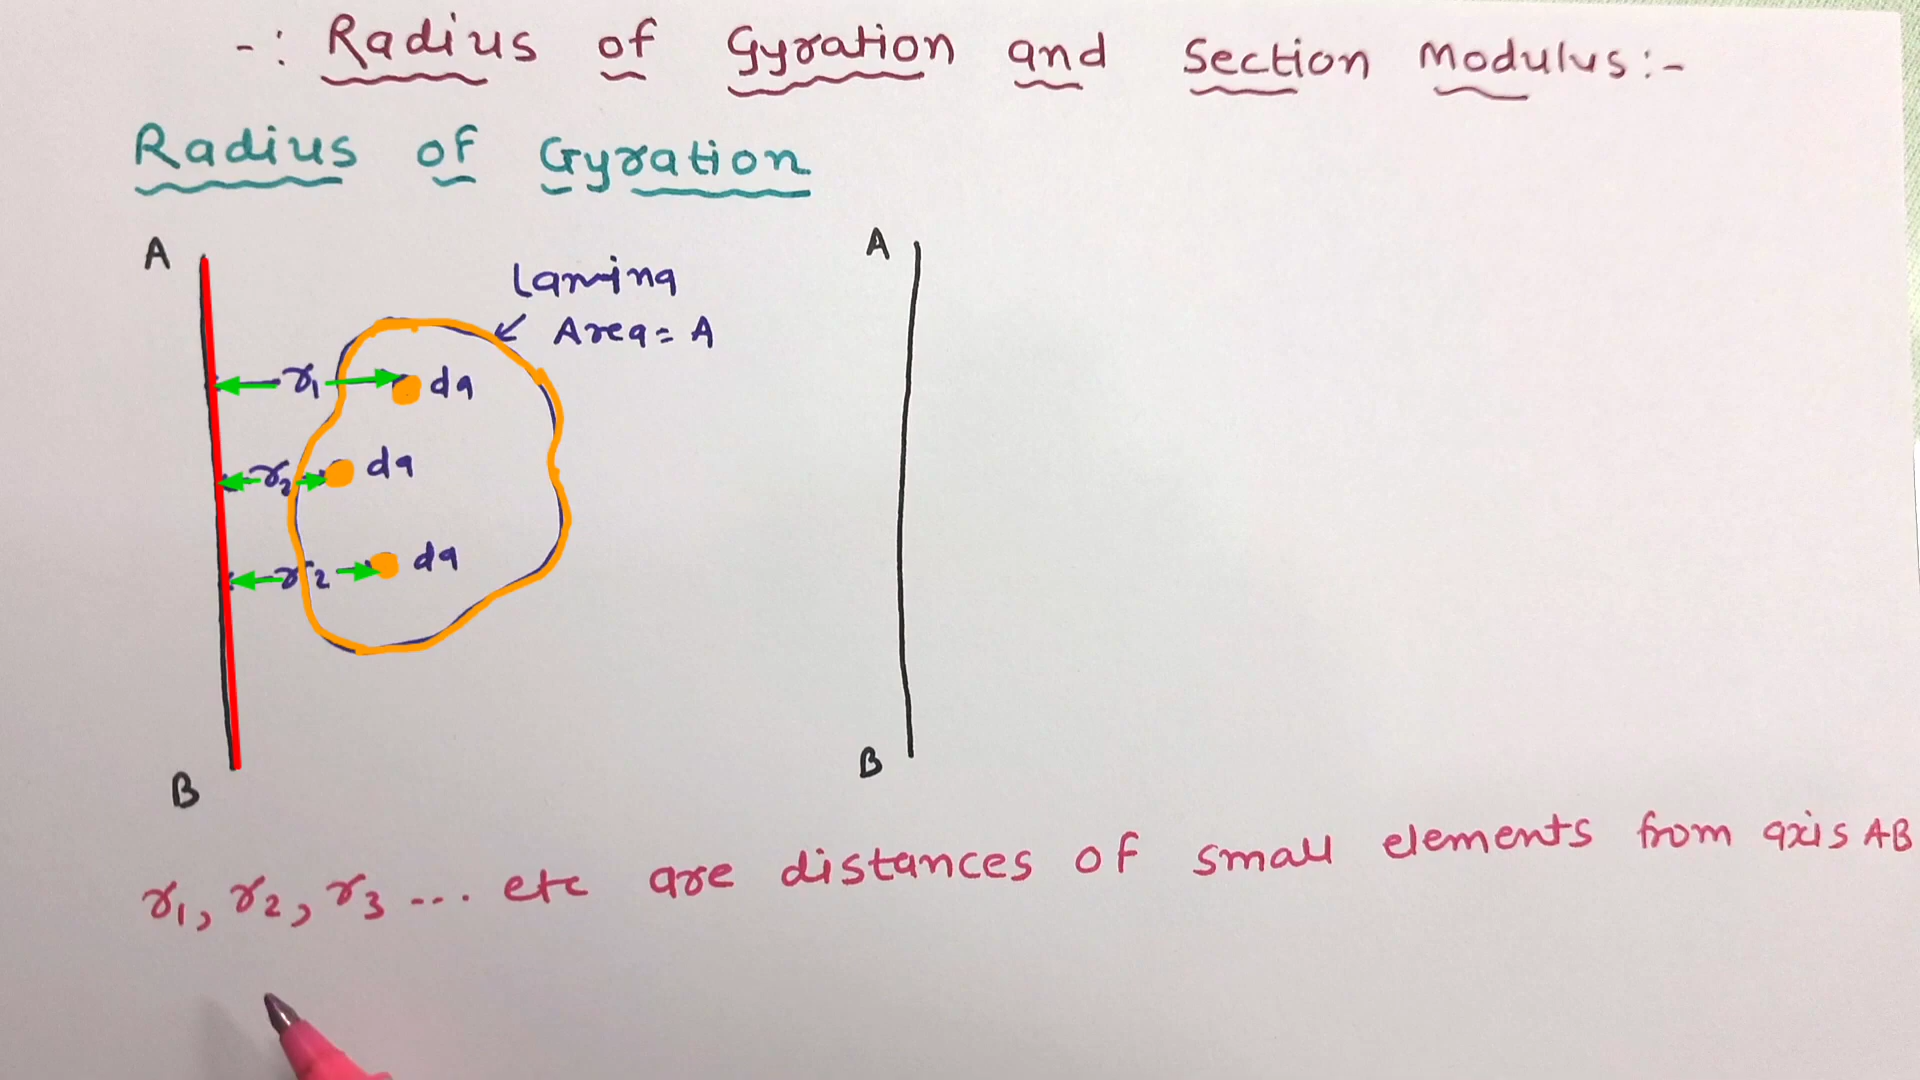 -: Radius of Gyration and Section Modulus:-
Radius of Gyration
A
lamina
Area = A
r1
da
r2
da
r2
da
B
A
B
r1, r2, r3 .... etc are distances of small elements from axis AB